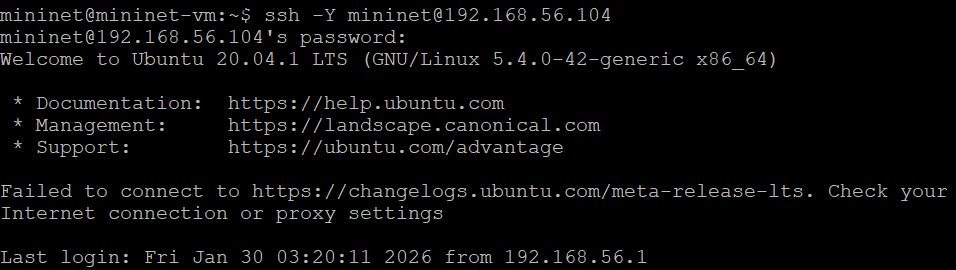 mininet@mininet-vm:~$ ssh -Y mininet@192.168.56.104
mininet@192.168.56.104's password:
Welcome to Ubuntu 20.04.1 LTS (GNU/Linux 5.4.0-42-generic x86_64)

 * Documentation:  https://help.ubuntu.com
 * Management:     https://landscape.canonical.com
 * Support:        https://ubuntu.com/advantage

Failed to connect to https://changelogs.ubuntu.com/meta-release-lts. Check your
Internet connection or proxy settings

Last login: Fri Jan 30 03:20:11 2026 from 192.168.56.1